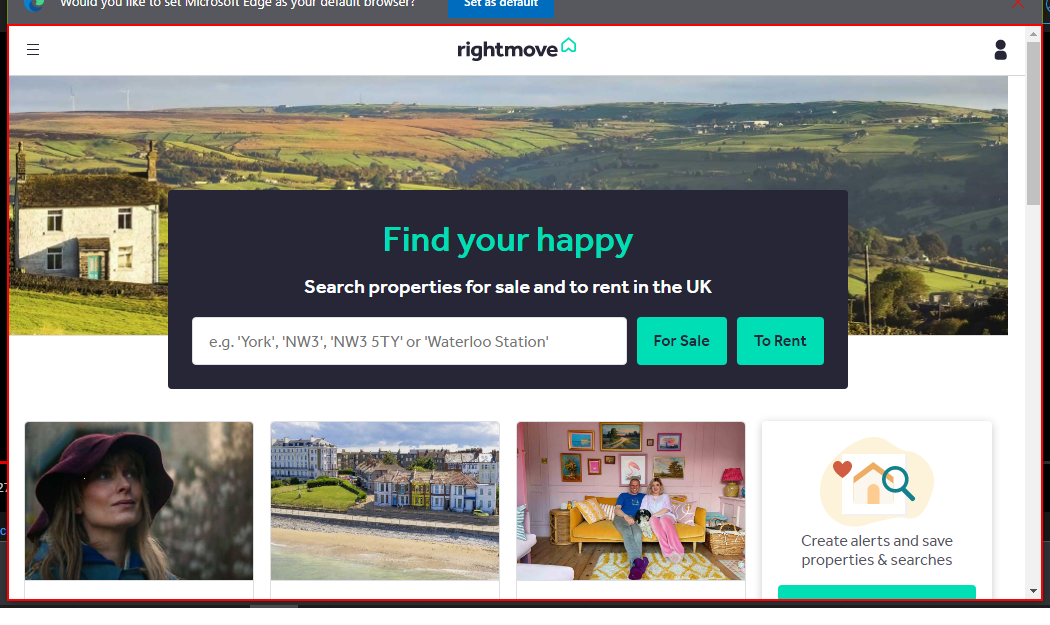 Would you like to set Microsoft Edge as your default browser?
Set as default
rightmove
Find your happy
Search properties for sale and to rent in the UK
e.g. 'York', 'NW3', 'NW3 5TY' or 'Waterloo Station'
For Sale
To Rent
27
c
Create alerts and save
properties & searches